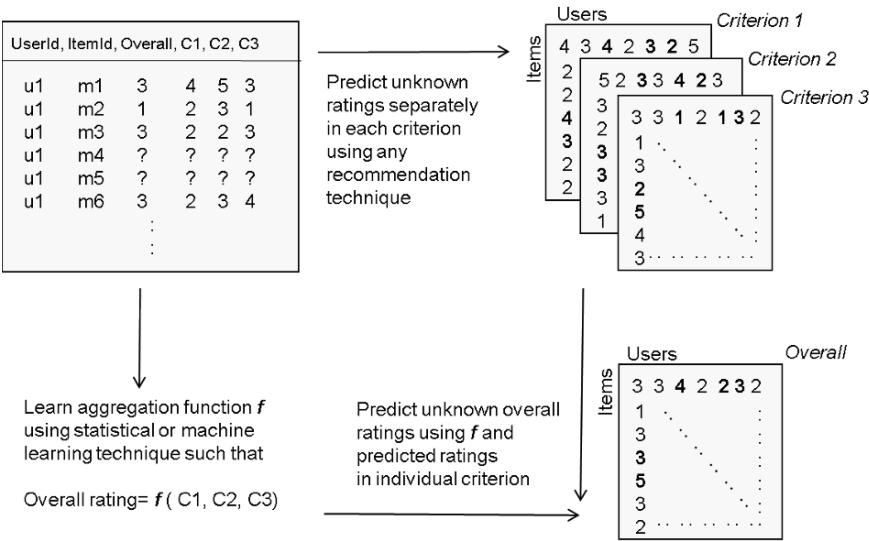 UserId, ItemId, Overall, C1, C2, C3
u1 m1 3 4 5 3
u1 m2 1 2 3 1
u1 m3 3 2 2 3
u1 m4 ? ? ? ?
u1 m5 ? ? ? ?
u1 m6 3 2 3 4
Predict unknown
ratings separately
in each criterion
using any
recommendation
technique
Users
Items
Criterion 1
4 3 4 2 3 2 5
2
2
4
3
2
2
Criterion 2
5 2 3 3 4 2 3
3
2
3
3
3
1
Criterion 3
3 3 1 2 1 3 2
1
3
2
5
4
3
Learn aggregation function f
using statistical or machine
learning technique such that
Overall rating= f ( C1, C2, C3)
Predict unknown overall
ratings using f and
predicted ratings
in individual criterion
Users
Overall
Items
3 3 4 2 2 3 2
1
3
3
5
3
2